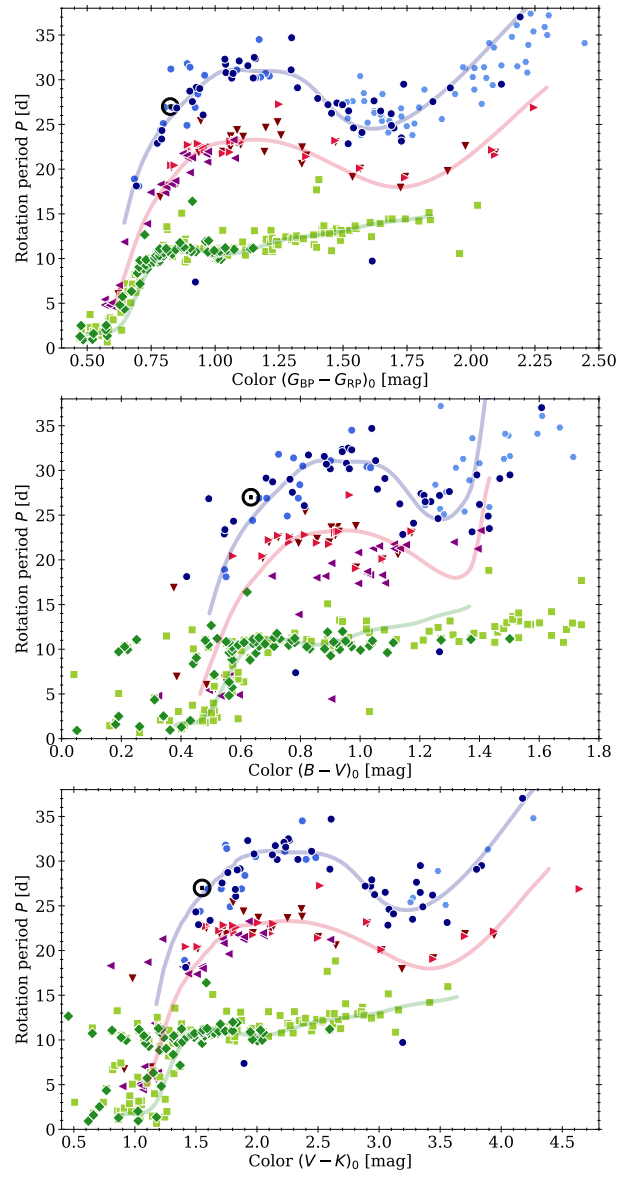 35
30
25
20
15
10
5
0
Rotation period P [d]
0.50 0.75 1.00 1.25 1.50 1.75 2.00 2.25 2.50
Color (G_BP − G_RP)_0 [mag]
35
30
25
20
15
10
5
0
Rotation period P [d]
0.0 0.2 0.4 0.6 0.8 1.0 1.2 1.4 1.6 1.8
Color (B − V)_0 [mag]
35
30
25
20
15
10
5
0
Rotation period P [d]
0.5 1.0 1.5 2.0 2.5 3.0 3.5 4.0 4.5
Color (V − K)_0 [mag]